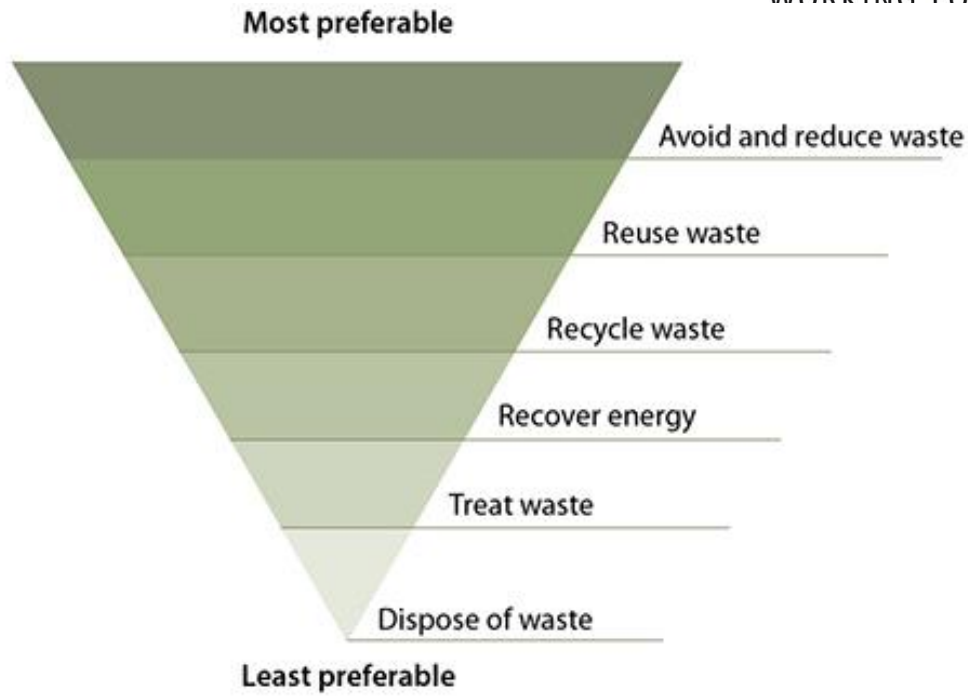 Most preferable
Avoid and reduce waste
Reuse waste
Recycle waste
Recover energy
Treat waste
Dispose of waste
Least preferable